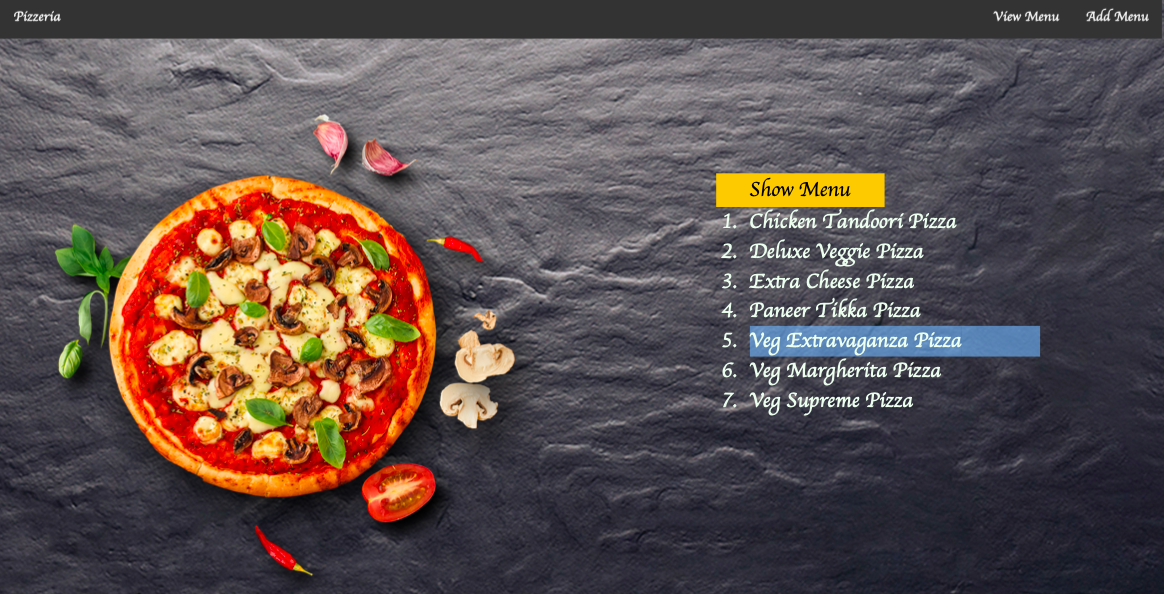 Pizzeria
View Menu Add Menu
Show Menu
1. Chicken Tandoori Pizza
2. Deluxe Veggie Pizza
3. Extra Cheese Pizza
4. Paneer Tikka Pizza
5. Veg Extravaganza Pizza
6. Veg Margherita Pizza
7. Veg Supreme Pizza